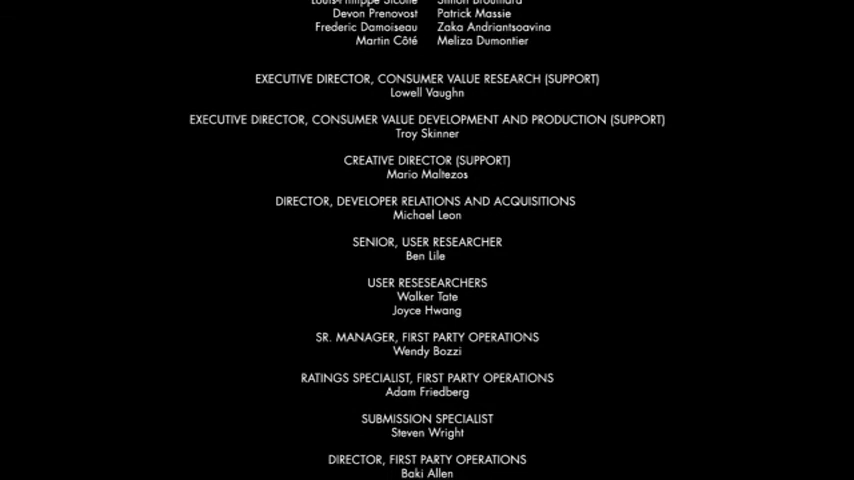 Devon Prenovost Patrick Massie
Frederic Damoiseau Zaka Andriantsoavina
Martin Côté Meliza Dumontier
EXECUTIVE DIRECTOR, CONSUMER VALUE RESEARCH (SUPPORT)
Lowell Vaughn
EXECUTIVE DIRECTOR, CONSUMER VALUE DEVELOPMENT AND PRODUCTION (SUPPORT)
Troy Skinner
CREATIVE DIRECTOR (SUPPORT)
Mario Maltezos
DIRECTOR, DEVELOPER RELATIONS AND ACQUISITIONS
Michael Leon
SENIOR, USER RESEARCHER
Ben Lile
USER RESESEARCHERS
Walker Tate
Joyce Hwang
SR. MANAGER, FIRST PARTY OPERATIONS
Wendy Bozzi
RATINGS SPECIALIST, FIRST PARTY OPERATIONS
Adam Friedberg
SUBMISSION SPECIALIST
Steven Wright
DIRECTOR, FIRST PARTY OPERATIONS
Baki Allen